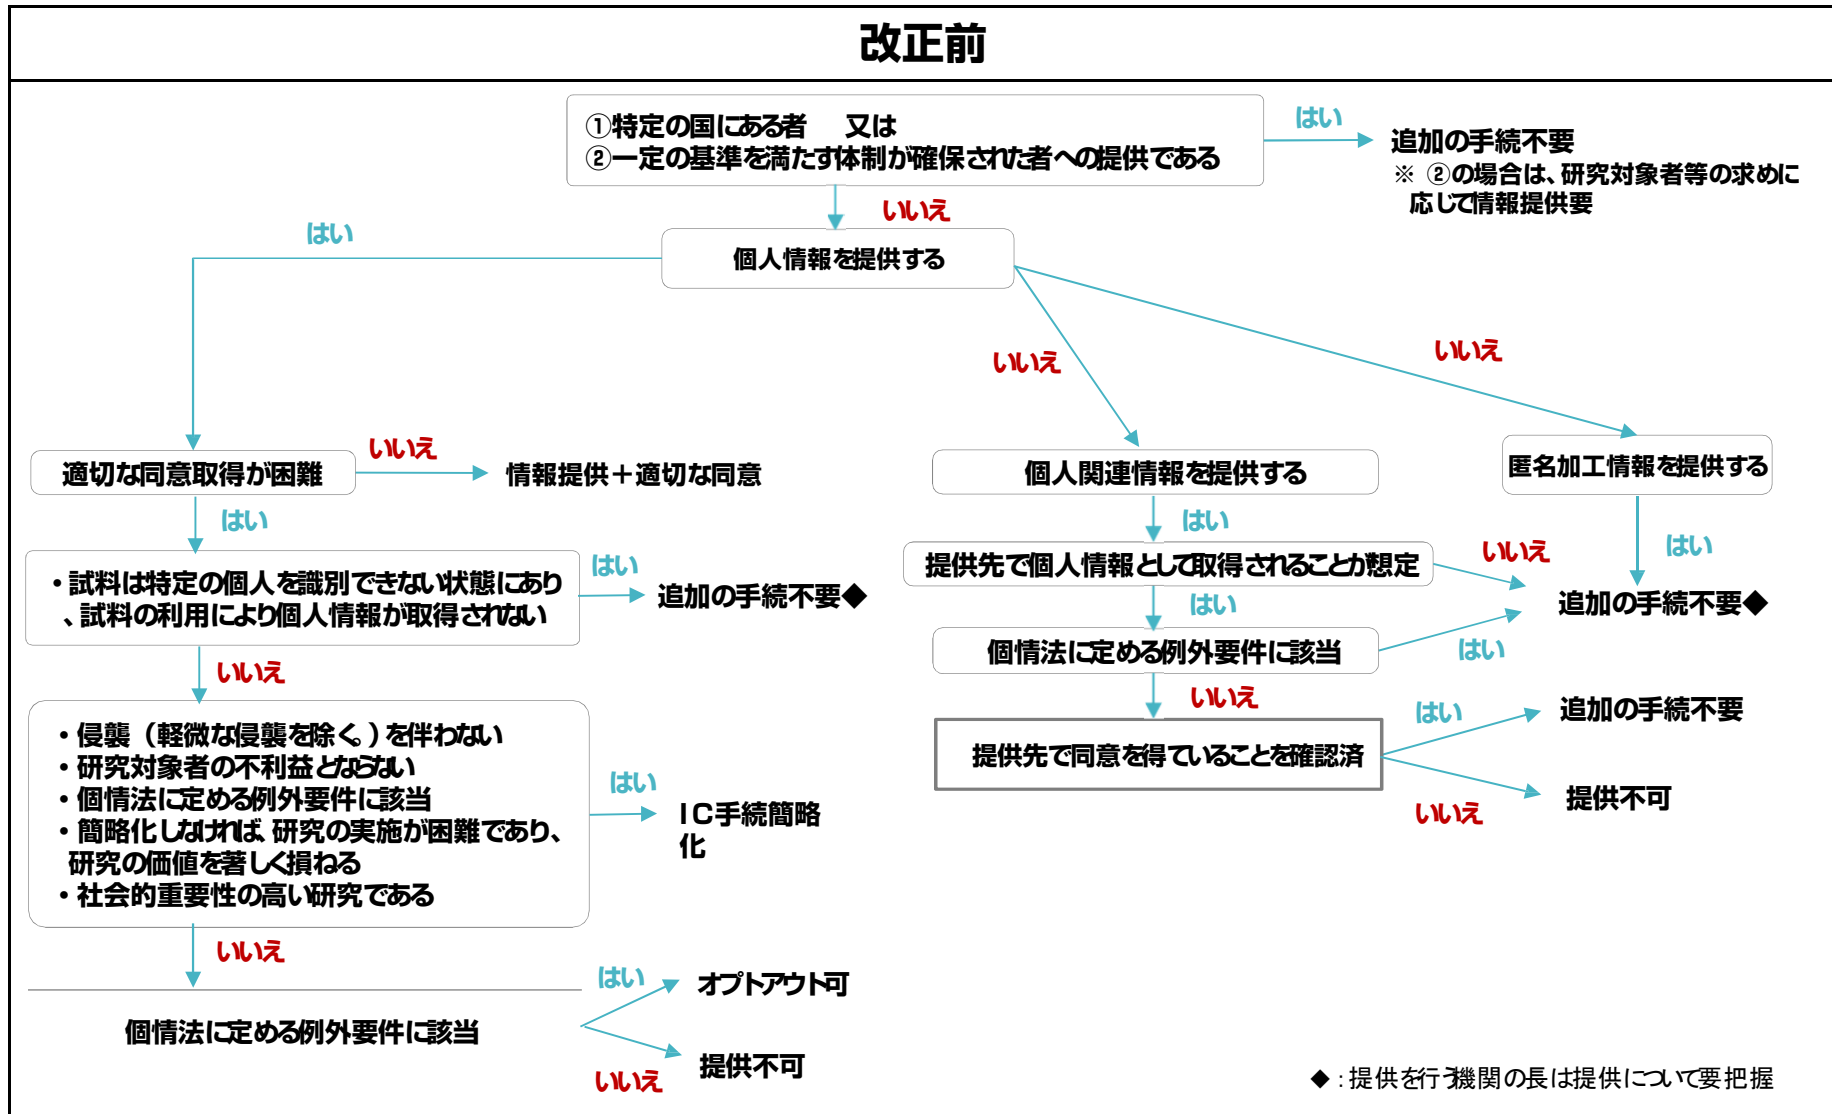 改正前
①特定の国にある者　又は
②一定の基準を満たす体制が確保された者への提供である
はい
追加の手続不要
※ ②の場合は、研究対象者等の求めに
応じて情報提供要
いいえ
はい
個人情報を提供する
いいえ
いいえ
適切な同意取得が困難
いいえ
情報提供＋適切な同意
個人関連情報を提供する
匿名加工情報を提供する
はい
はい
はい
・試料は特定の個人を識別できない状態にあり
、試料の利用により個人情報が取得されない
はい
追加の手続不要◆
提供先で個人情報として取得されることが想定
いいえ
追加の手続不要◆
はい
個情法に定める例外要件に該当
はい
いいえ
いいえ
・侵襲（軽微な侵襲を除く。）を伴わない
・研究対象者の不利益とならない
・個情法に定める例外要件に該当
・簡略化しなければ、研究の実施が困難であり、
研究の価値を著しく損ねる
・社会的重要性の高い研究である
はい
IC手続簡略
化
提供先で同意を得ていることを確認済
はい
追加の手続不要
いいえ
提供不可
いいえ
個情法に定める例外要件に該当
はい
オプトアウト可
いいえ
提供不可
◆：提供を行う機関の長は提供について要把握